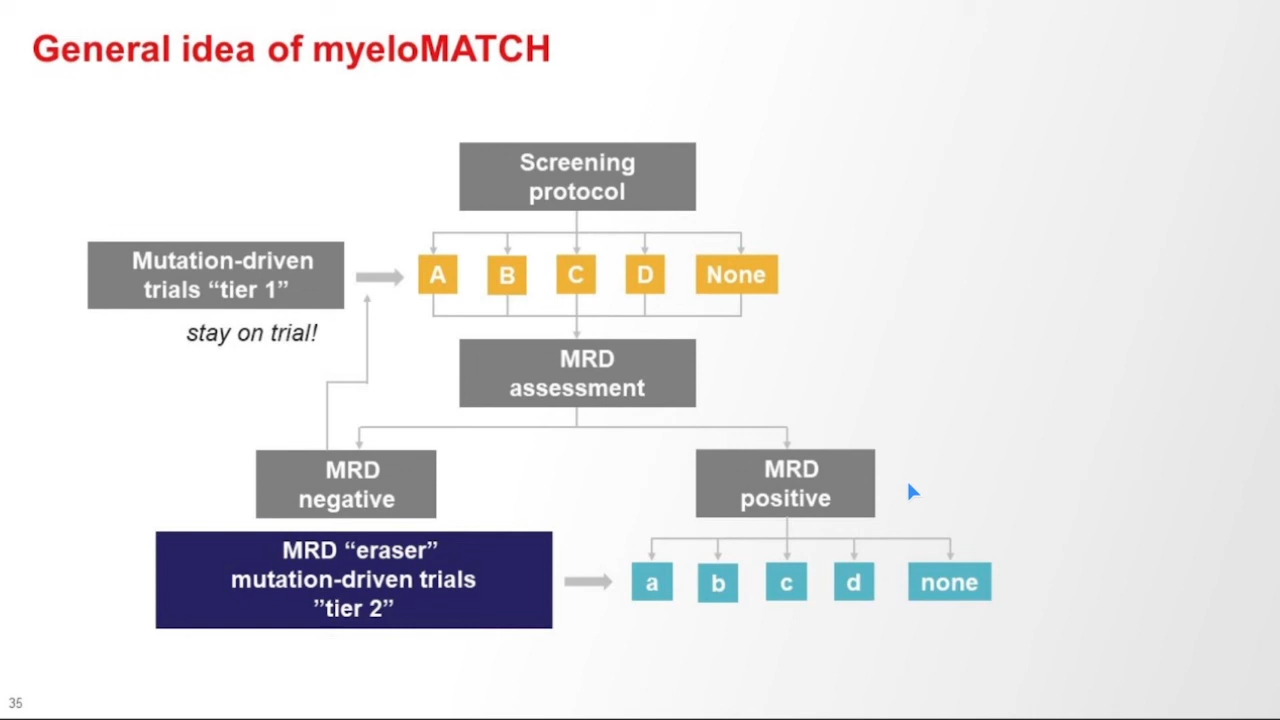 General idea of myeloMATCH
Screening
protocol
Mutation-driven
trials “tier 1”
stay on trial!
A
B
C
D
None
MRD
assessment
MRD
negative
MRD
positive
MRD “eraser”
mutation-driven trials
”tier 2”
a
b
c
d
none
35